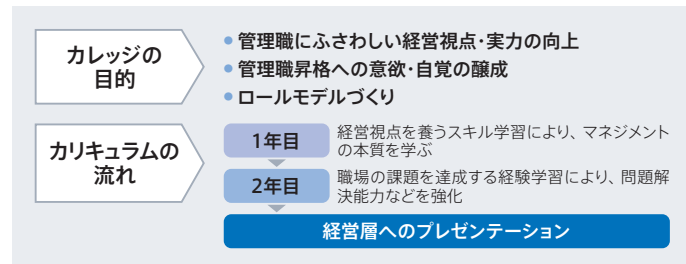 カレッジの
目的
● 管理職にふさわしい経営視点・実力の向上
● 管理職昇格への意欲・自覚の醸成
● ロールモデルづくり
カリキュラムの
流れ
1年目
経営視点を養うスキル学習により、マネジメント
の本質を学ぶ
2年目
職場の課題を達成する経験学習により、問題解
決能力などを強化
経営層へのプレゼンテーション